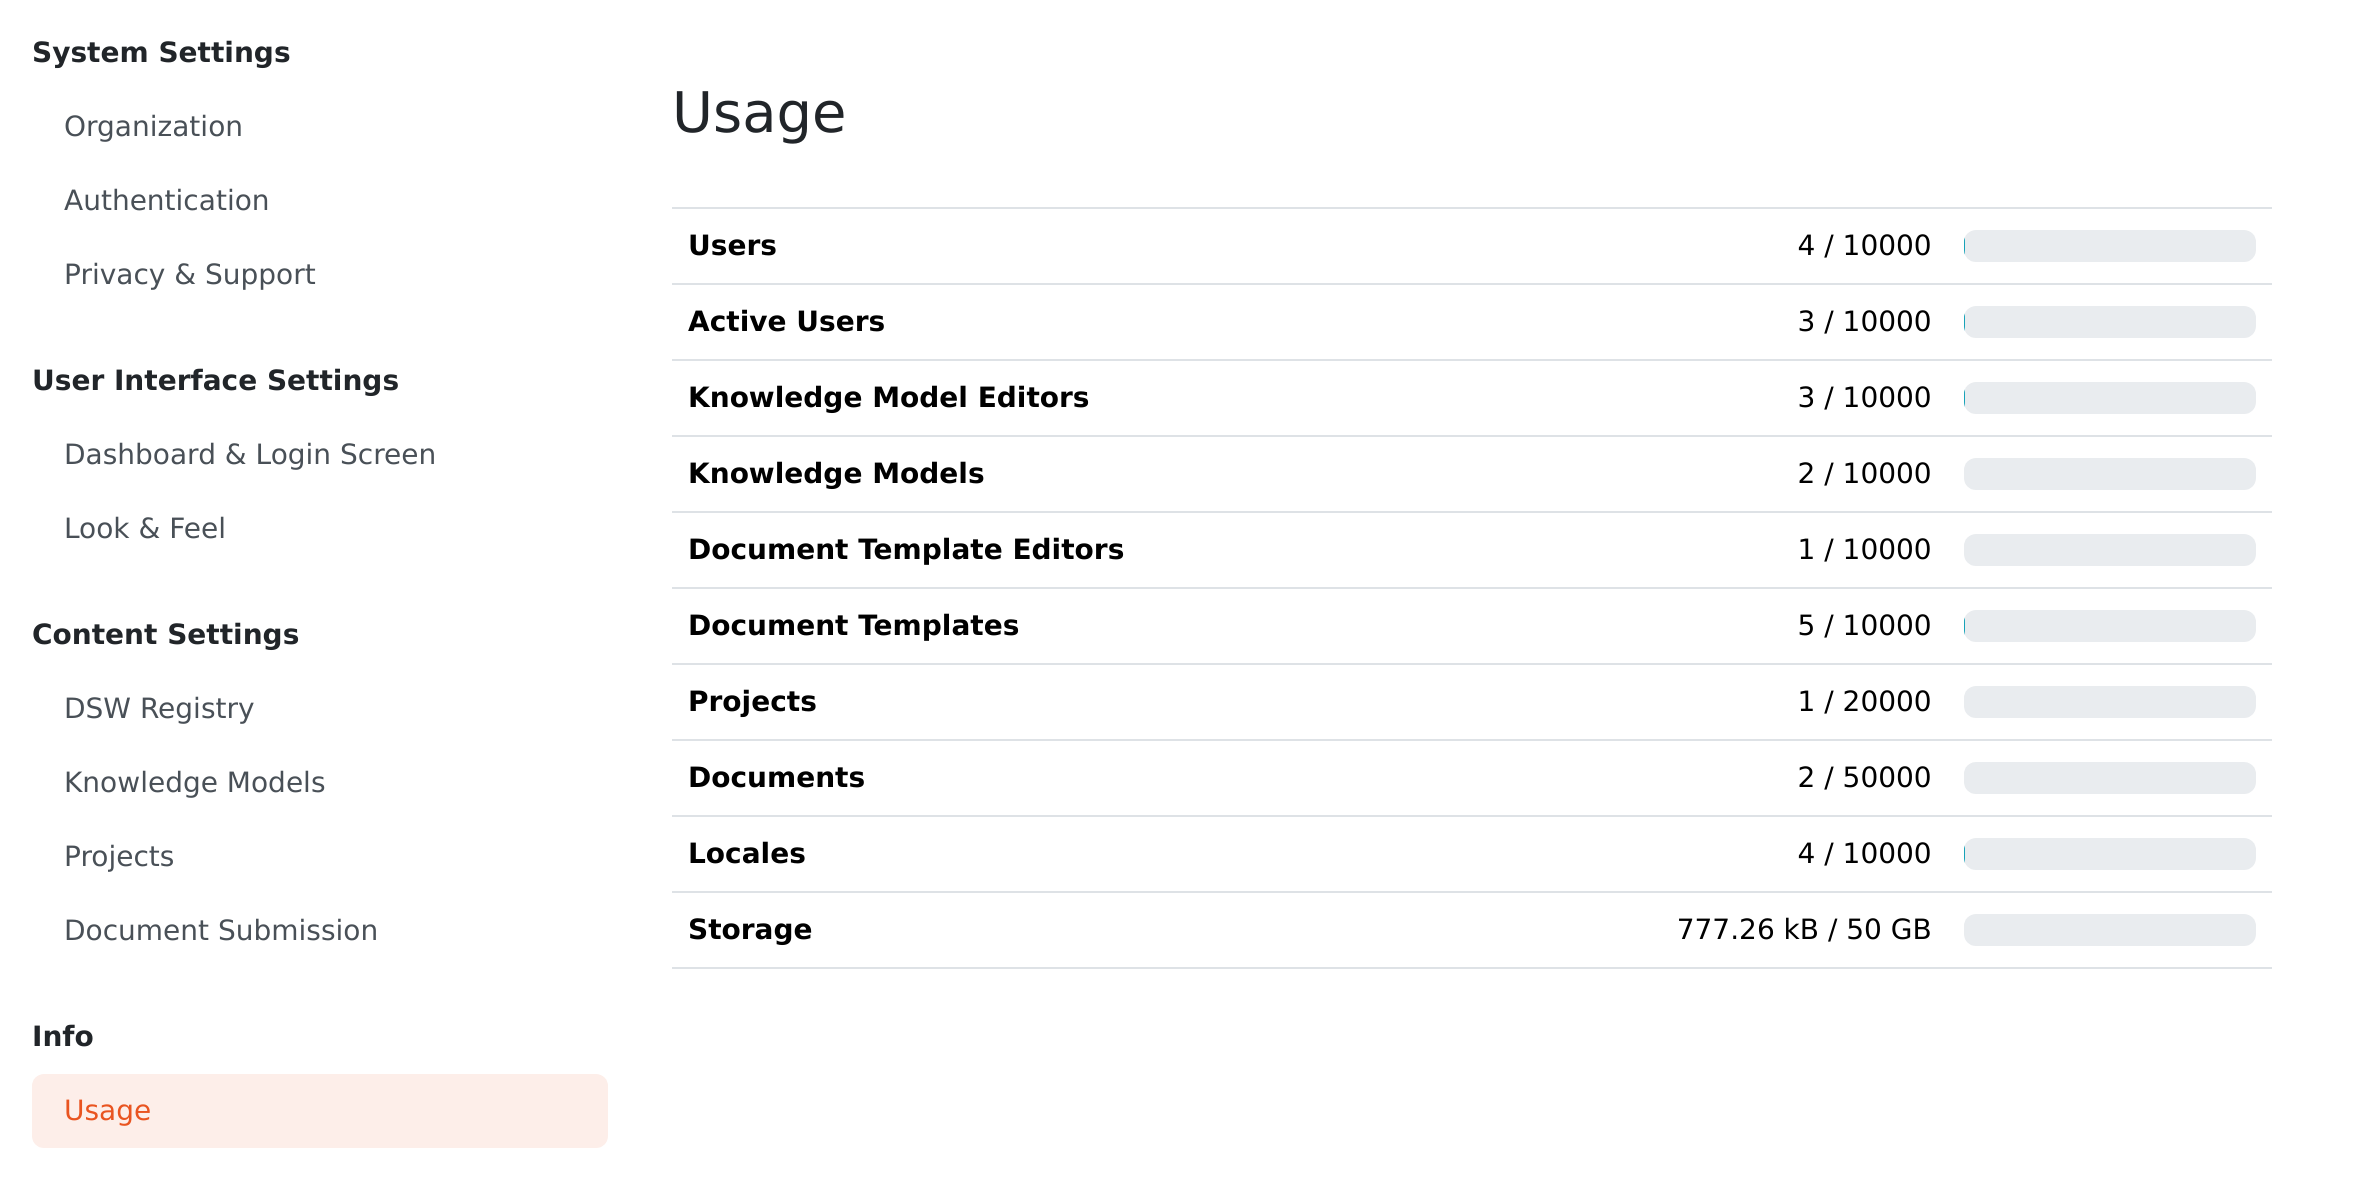 System Settings
Organization
Authentication
Privacy & Support
User Interface Settings
Dashboard & Login Screen
Look & Feel
Content Settings
DSW Registry
Knowledge Models
Projects
Document Submission
Info
Usage
Usage
Users 4 / 10000
Active Users 3 / 10000
Knowledge Model Editors 3 / 10000
Knowledge Models 2 / 10000
Document Template Editors 1 / 10000
Document Templates 5 / 10000
Projects 1 / 20000
Documents 2 / 50000
Locales 4 / 10000
Storage 777.26 kB / 50 GB